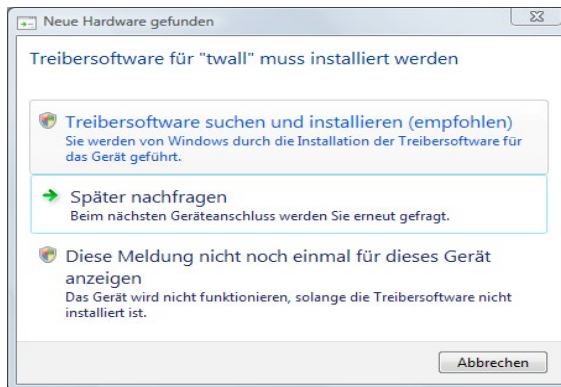 Neue Hardware gefunden
Treibersoftware für "twall" muss installiert werden
Treibersoftware suchen und installieren (empfohlen)
Sie werden von Windows durch die Installation der Treibersoftware für
das Gerät geführt.
Später nachfragen
Beim nächsten Geräteanschluss werden Sie erneut gefragt.
Diese Meldung nicht noch einmal für dieses Gerät
anzeigen
Das Gerät wird nicht funktionieren, solange die Treibersoftware nicht
installiert ist.
Abbrechen